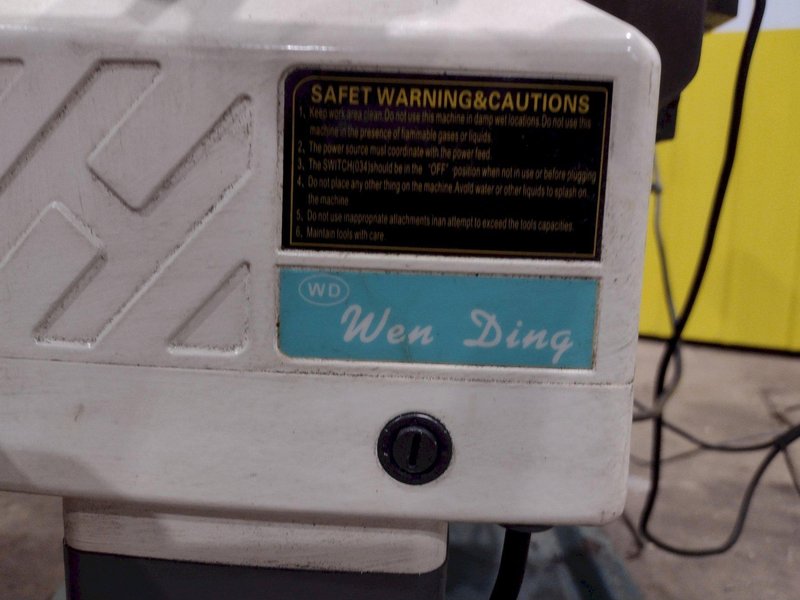 SAFET WARNING&CAUTIONS
1、Keep work area clean.Do not use this machine in damp wet locations.Do not use this
machine in the presence of flaminable gases or liquids
2、The power source musl coordinate with the power feed.
3、The SWITCH(034)should be in the "OFF" position when not in use or before plugging
4、Do not place any other thing on the machine.Avoid water or other liquids to splash on
the machine
5、Do not use inappropnate attachments inan attempt to exceed the tools capacities.
6、Maintain tools with care
WD
Wen Ding